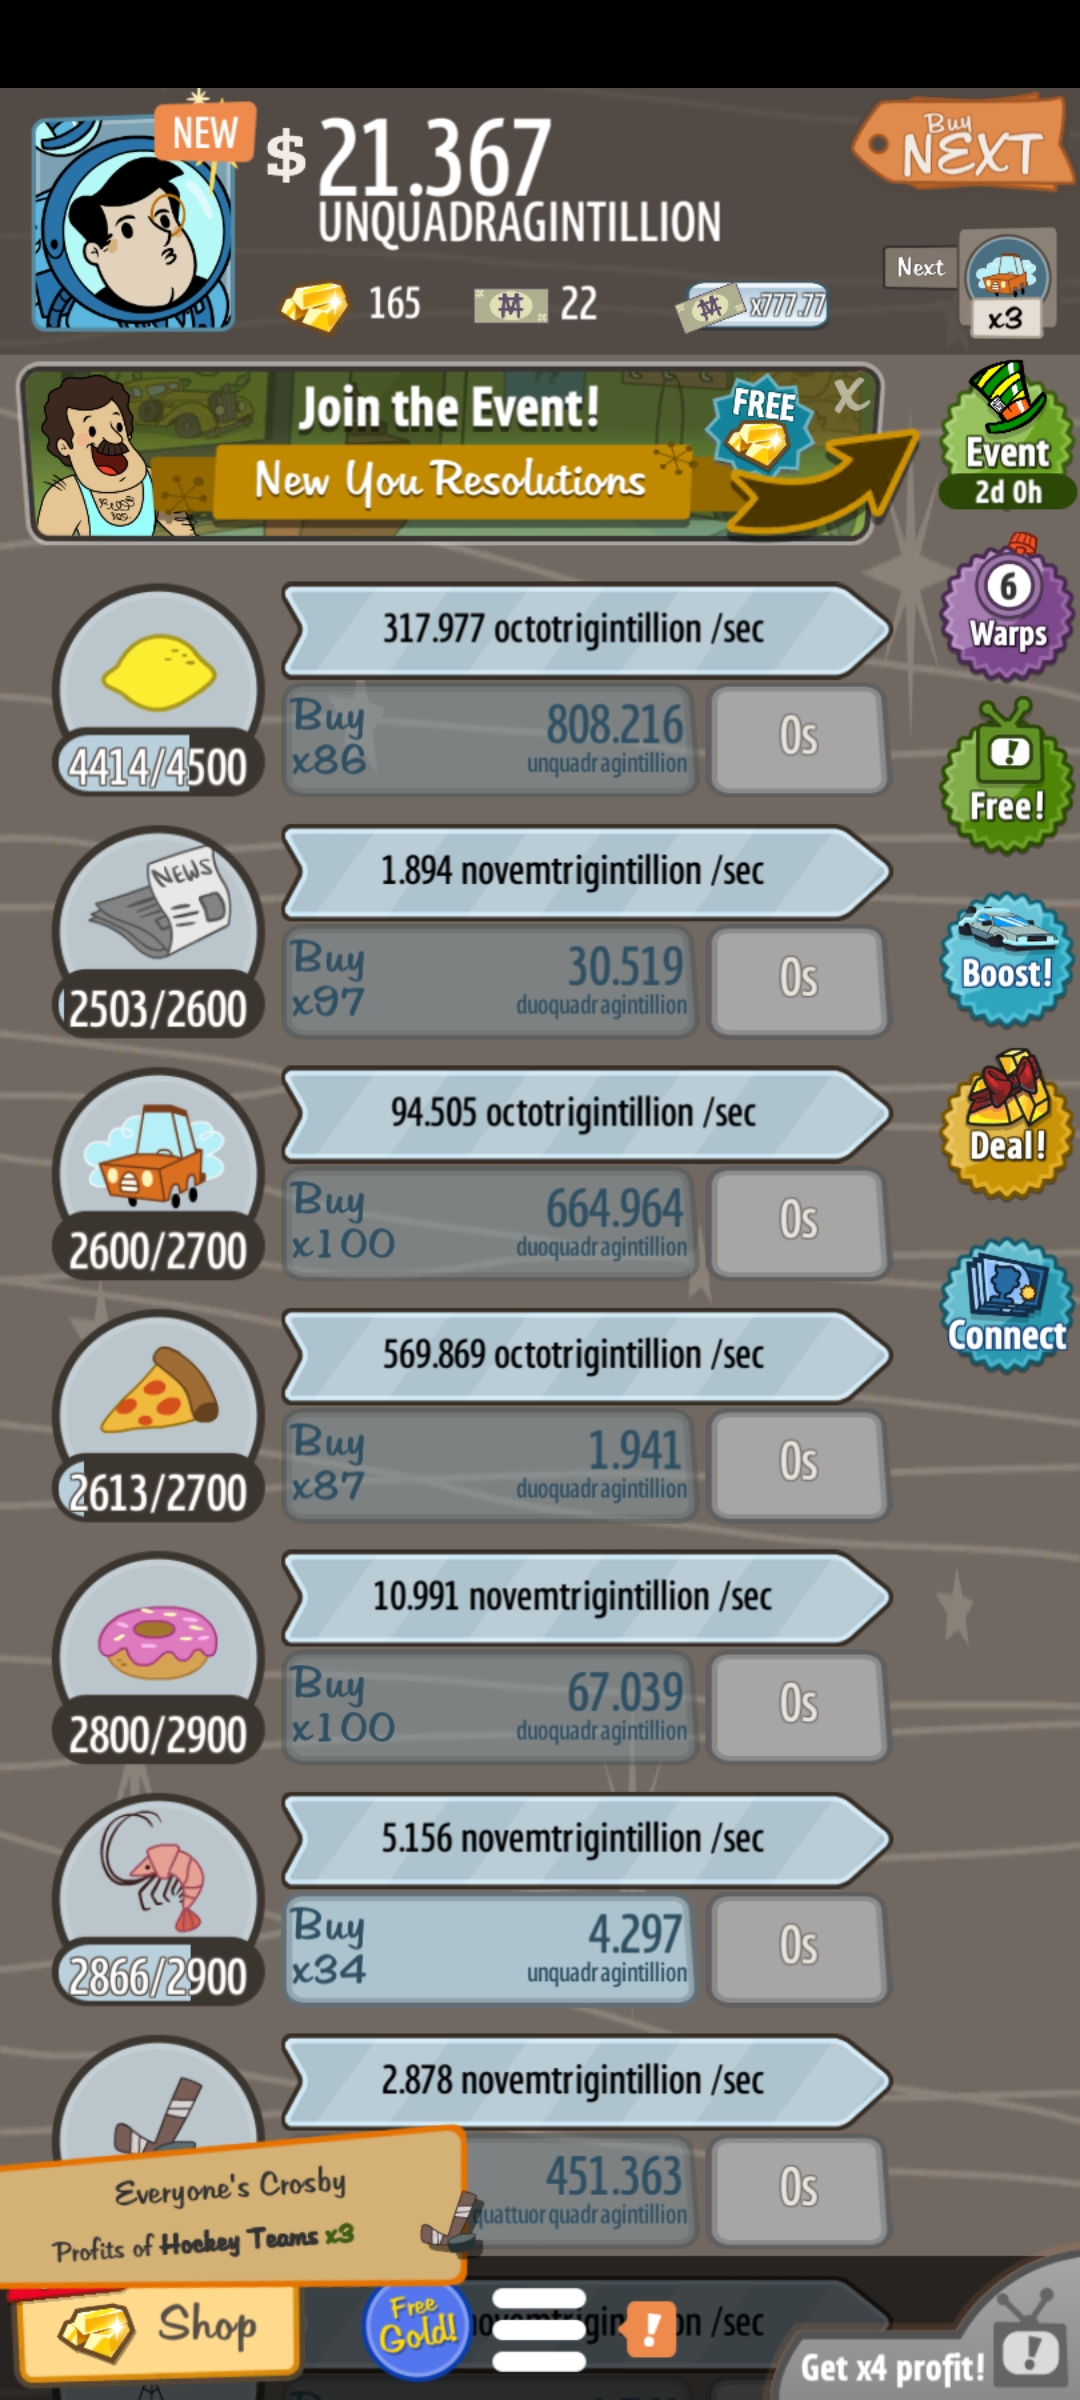 NEW
$ 21.367
UNQUADRAGINTILLION
Buy
NEXT
165
22
x777.77
Next
x3
Join the Event!
New You Resolutions
FREE
X
Event
2d 0h
6
Warps
Free!
Boost!
Deal!
Connect
317.977 octotrigintillion /sec
4414/4500
Buy
x86
808.216
unquadragintillion
0s
NEWS
1.894 novemtrigintillion /sec
2503/2600
Buy
x97
30.519
duoquadragintillion
0s
94.505 octotrigintillion /sec
2600/2700
Buy
x100
664.964
duoquadragintillion
0s
569.869 octotrigintillion /sec
2613/2700
Buy
x87
1.941
duoquadragintillion
0s
10.991 novemtrigintillion /sec
2800/2900
Buy
x100
67.039
duoquadragintillion
0s
5.156 novemtrigintillion /sec
2866/2900
Buy
x34
4.297
unquadragintillion
0s
2.878 novemtrigintillion /sec
451.363
quattuorquadragintillion
0s
Everyone's Crosby
Profits of Hockey Teams x3
Shop
Free
Gold!
!
/sec
Get x4 profit!
!